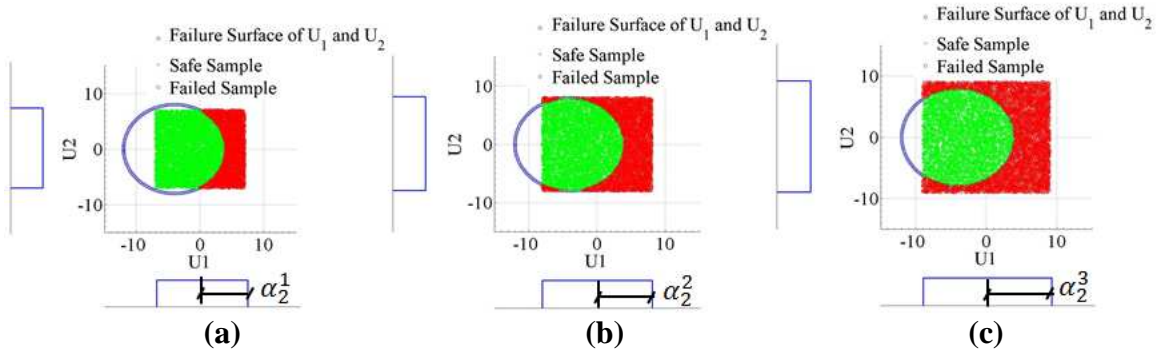 Failure Surface of U1 and U2
Safe Sample
Failed Sample
10
0
-10
U2
-10 0 10
U1
α₂¹
(a)
Failure Surface of U1 and U2
Safe Sample
Failed Sample
10
0
-10
U2
-10 0 10
U1
α₂²
(b)
Failure Surface of U1 and U2
Safe Sample
Failed Sample
10
0
-10
U2
-10 0 10
U1
α₂³
(c)